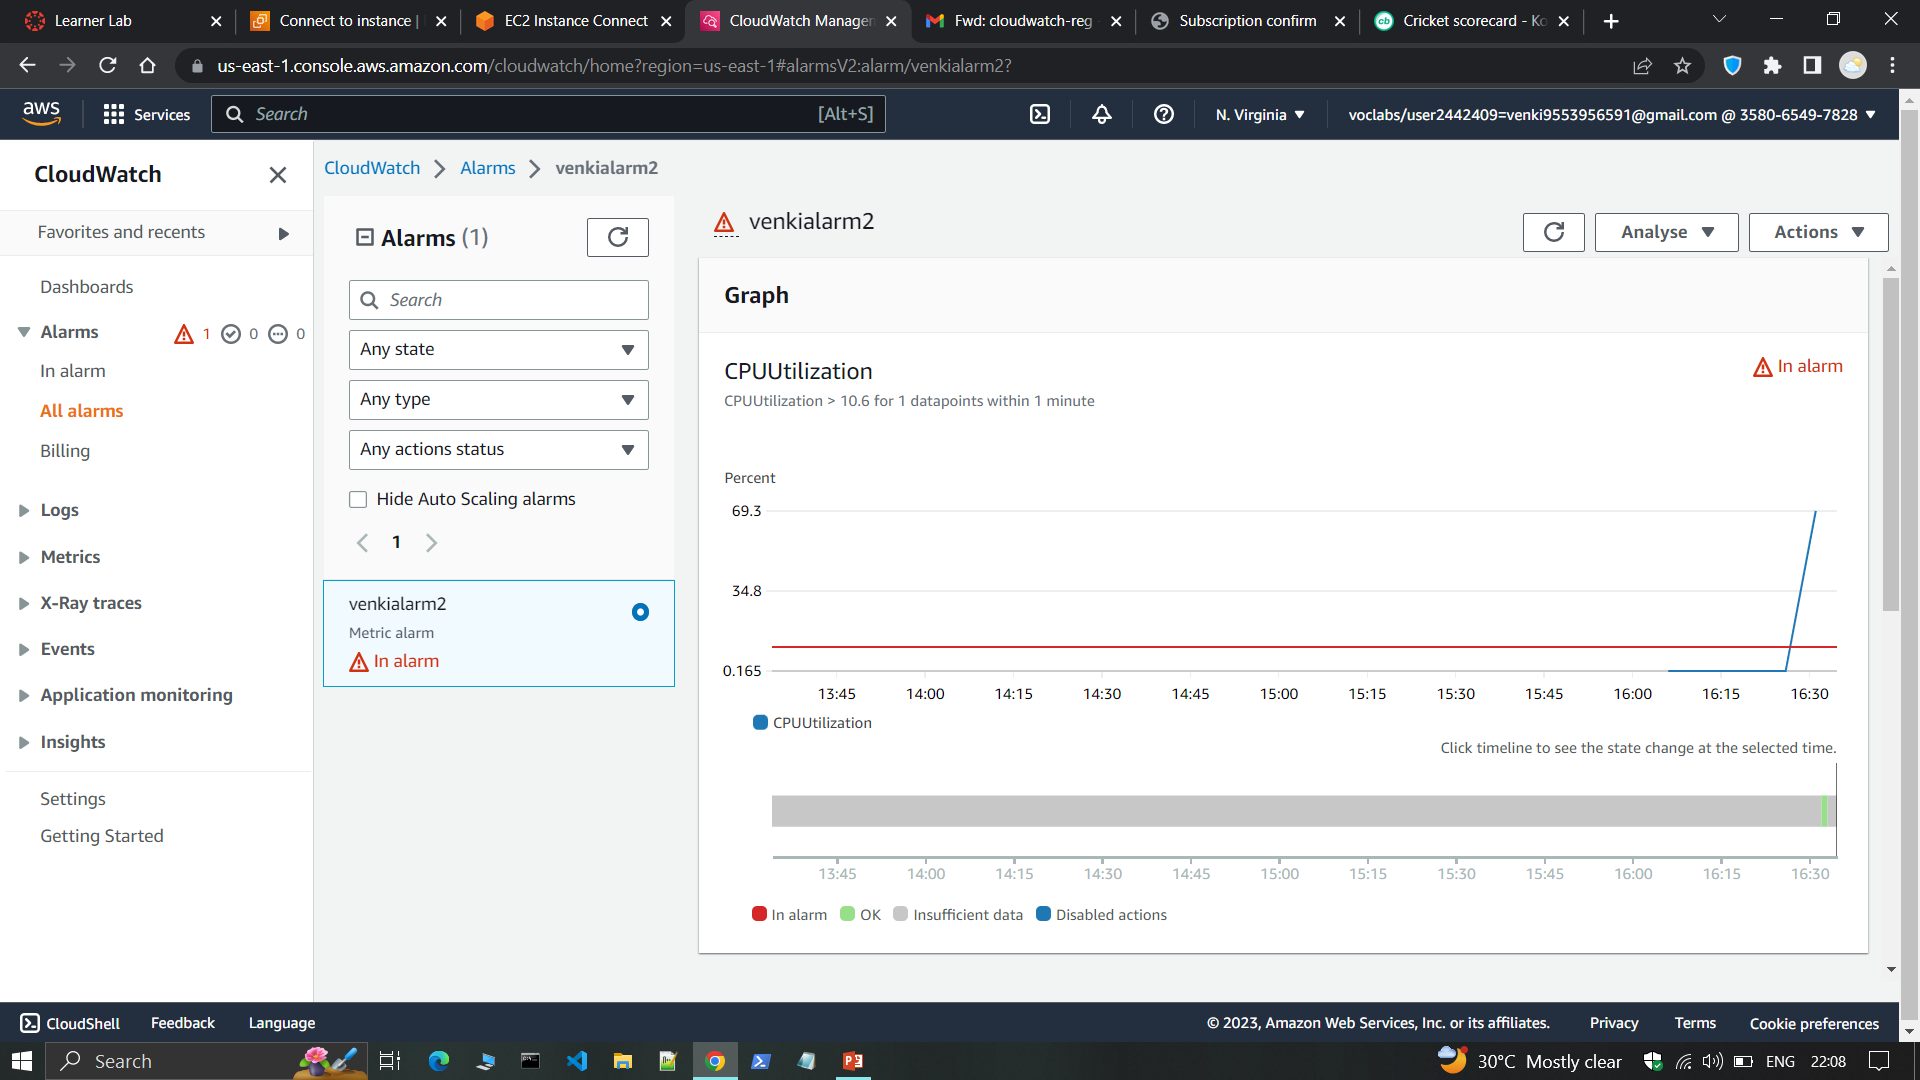 Learner Lab
Connect to instance |
EC2 Instance Connect
CloudWatch Managem
Fwd: cloudwatch-reg
Subscription confirm
Cricket scorecard - Ko
us-east-1.console.aws.amazon.com/cloudwatch/home?region=us-east-1#alarmsV2:alarm/venkialarm2?
aws
Services
Search
[Alt+S]
N. Virginia
voclabs/user2442409=venki9553956591@gmail.com @ 3580-6549-7828
CloudWatch
Favorites and recents
Dashboards
Alarms 1 0 0
In alarm
All alarms
Billing
Logs
Metrics
X-Ray traces
Events
Application monitoring
Insights
Settings
Getting Started
CloudWatch
Alarms
venkialarm2
Alarms (1)
Search
Any state
Any type
Any actions status
Hide Auto Scaling alarms
1
venkialarm2
Metric alarm
In alarm
venkialarm2
Analyse
Actions
Graph
CPUUtilization
In alarm
CPUUtilization > 10.6 for 1 datapoints within 1 minute
Percent
69.3
34.8
0.165
13:45 14:00 14:15 14:30 14:45 15:00 15:15 15:30 15:45 16:00 16:15 16:30
CPUUtilization
Click timeline to see the state change at the selected time.
13:45 14:00 14:15 14:30 14:45 15:00 15:15 15:30 15:45 16:00 16:15 16:30
In alarm OK Insufficient data Disabled actions
CloudShell
Feedback
Language
© 2023, Amazon Web Services, Inc. or its affiliates.
Privacy
Terms
Cookie preferences
Search
30°C Mostly clear
ENG
22:08